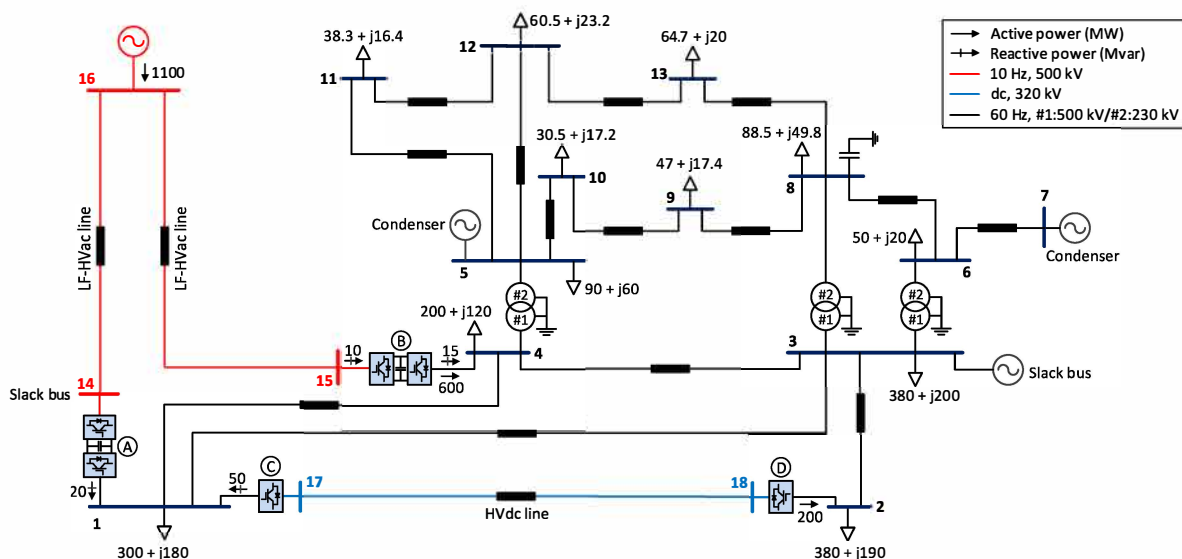 60.5 + j23.2
38.3 + j16.4
12
64.7 + j20
Active power (MW)
Reactive power (Mvar)
10 Hz, 500 kV
dc, 320 kV
60 Hz, #1:500 kV/#2:230 kV
16
1100
11
13
30.5 + j17.2
88.5 + j49.8
10
47 + j17.4
8
7
9
Condenser
50 + j20
Condenser
LF-HVac line
LF-HVac line
5
6
90 + j60
#2
#1
#2
#1
#2
#1
200 + j120
B
10
15
600
4
3
15
Slack bus
380 + j200
Slack bus
14
A
C
D
20
50
17
18
200
1
HVdc line
2
300 + j180
380 + j190